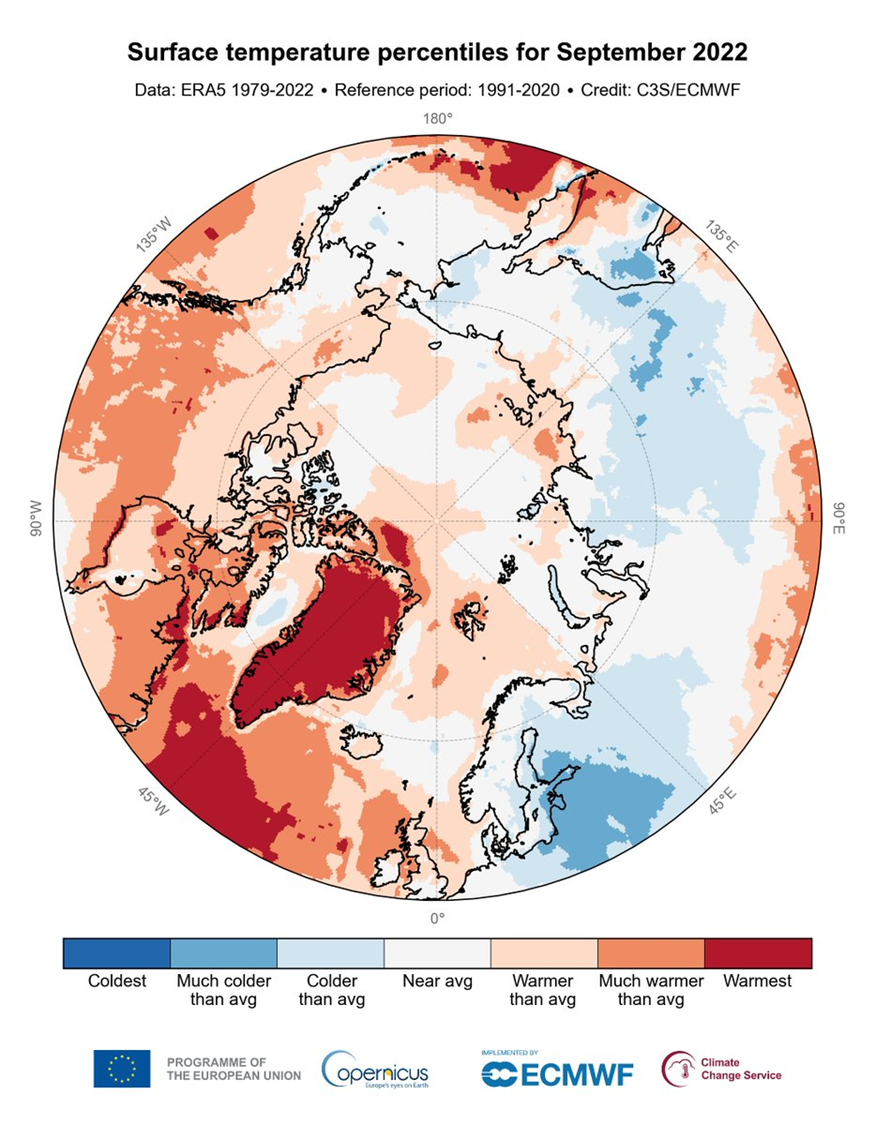 Surface temperature percentiles for September 2022
Data: ERA5 1979-2022 • Reference period: 1991-2020 • Credit: C3S/ECMWF
180°
135°W
135°E
90°W
90°E
45°W
45°E
0°
Coldest
Much colder
than avg
Colder
than avg
Near avg
Warmer
than avg
Much warmer
than avg
Warmest
PROGRAMME OF
THE EUROPEAN UNION
opernicus
Europe's eyes on Earth
IMPLEMENTED BY
ECMWF
Climate
Change Service